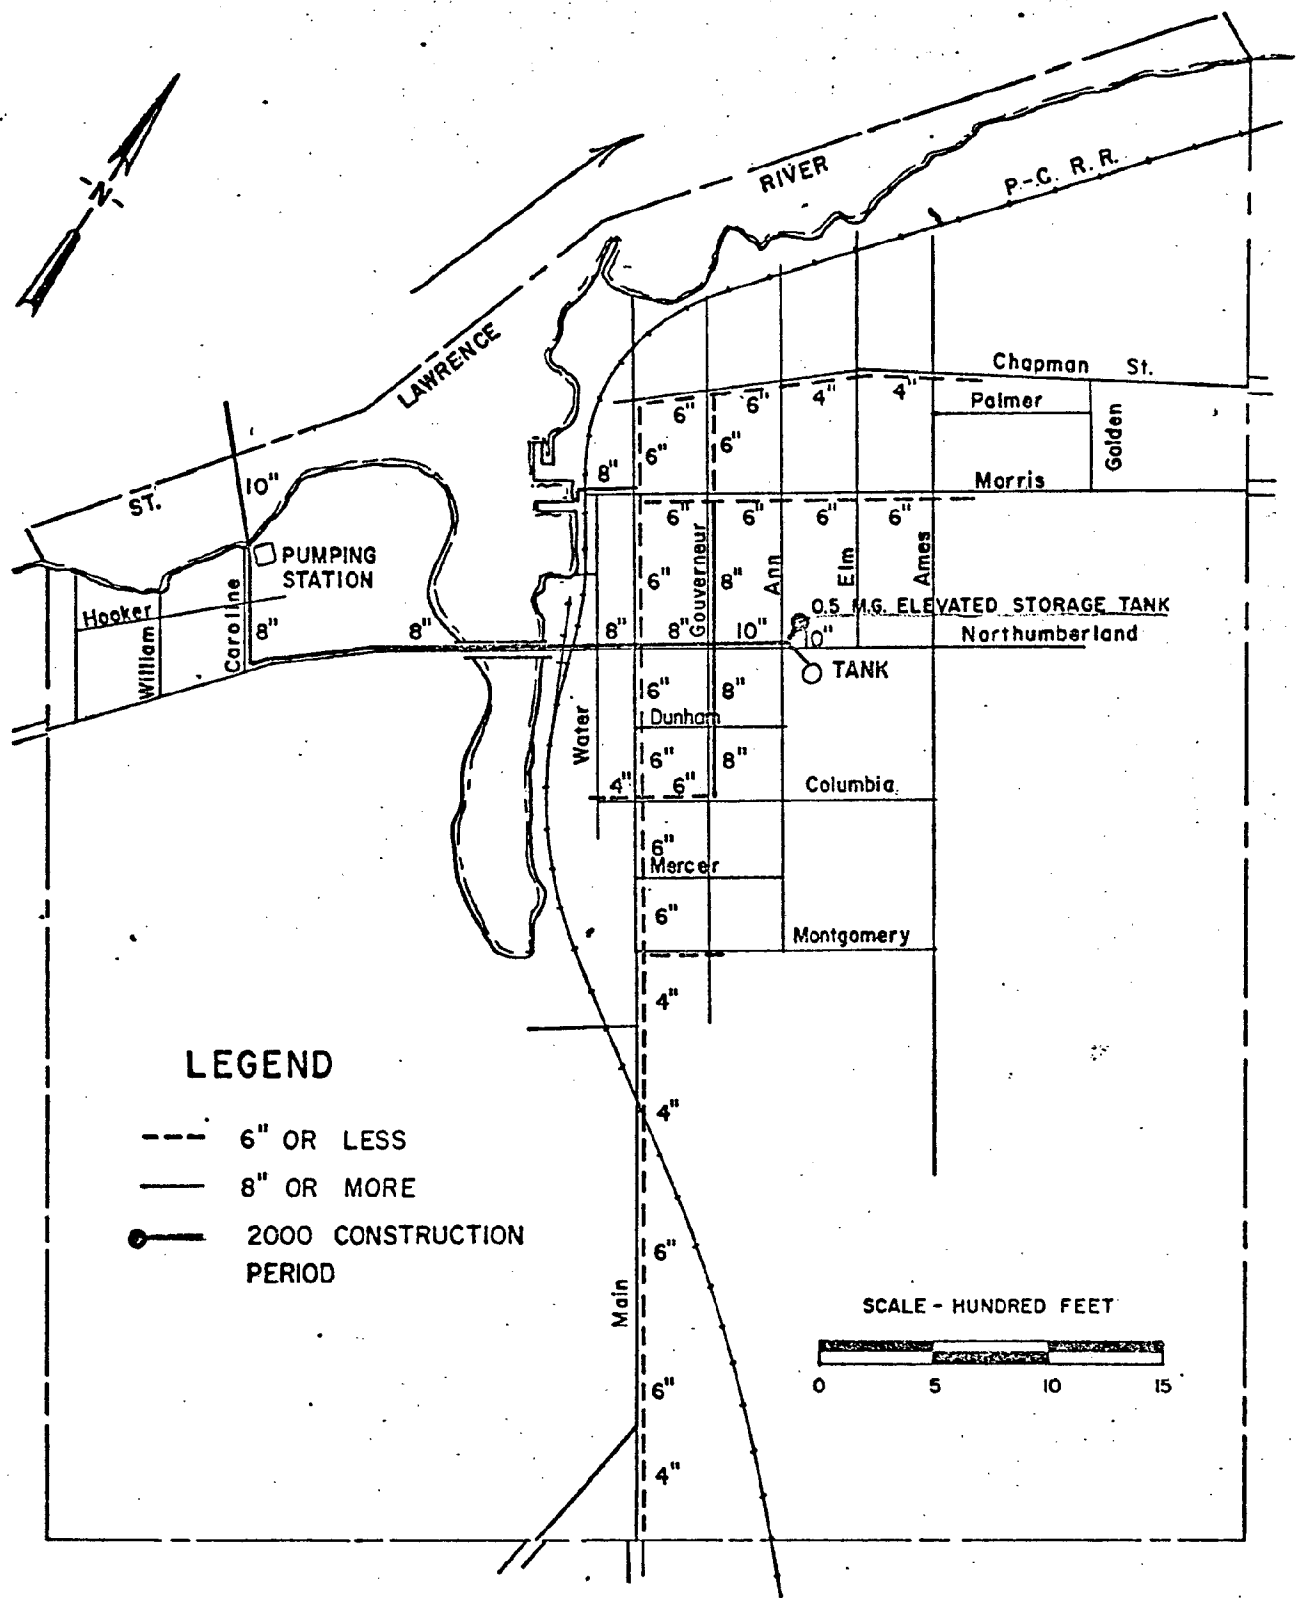 N
RIVER
P-C. R.R.
LAWRENCE
Chapman St.
6" 6" 4" 4"
Palmer
6" 6"
Golden
8"
Morris
10"
ST.
6" 6" 6" 6"
PUMPING
STATION
Gouverneur
Ann
Elm
Ames
6" 8"
Hooker
William
Caroline
0.5 M.G. ELEVATED STORAGE TANK
8" 8" 8" 8" 10" 10"
Northumberland
TANK
6" 8"
Dunham
Water
6" 8"
4" 6"
Columbia
6"
Mercer
6"
Montgomery
4"
LEGEND
4"
6" OR LESS
8" OR MORE
2000 CONSTRUCTION
PERIOD
6"
Main
SCALE - HUNDRED FEET
0 5 10 15
6"
4"